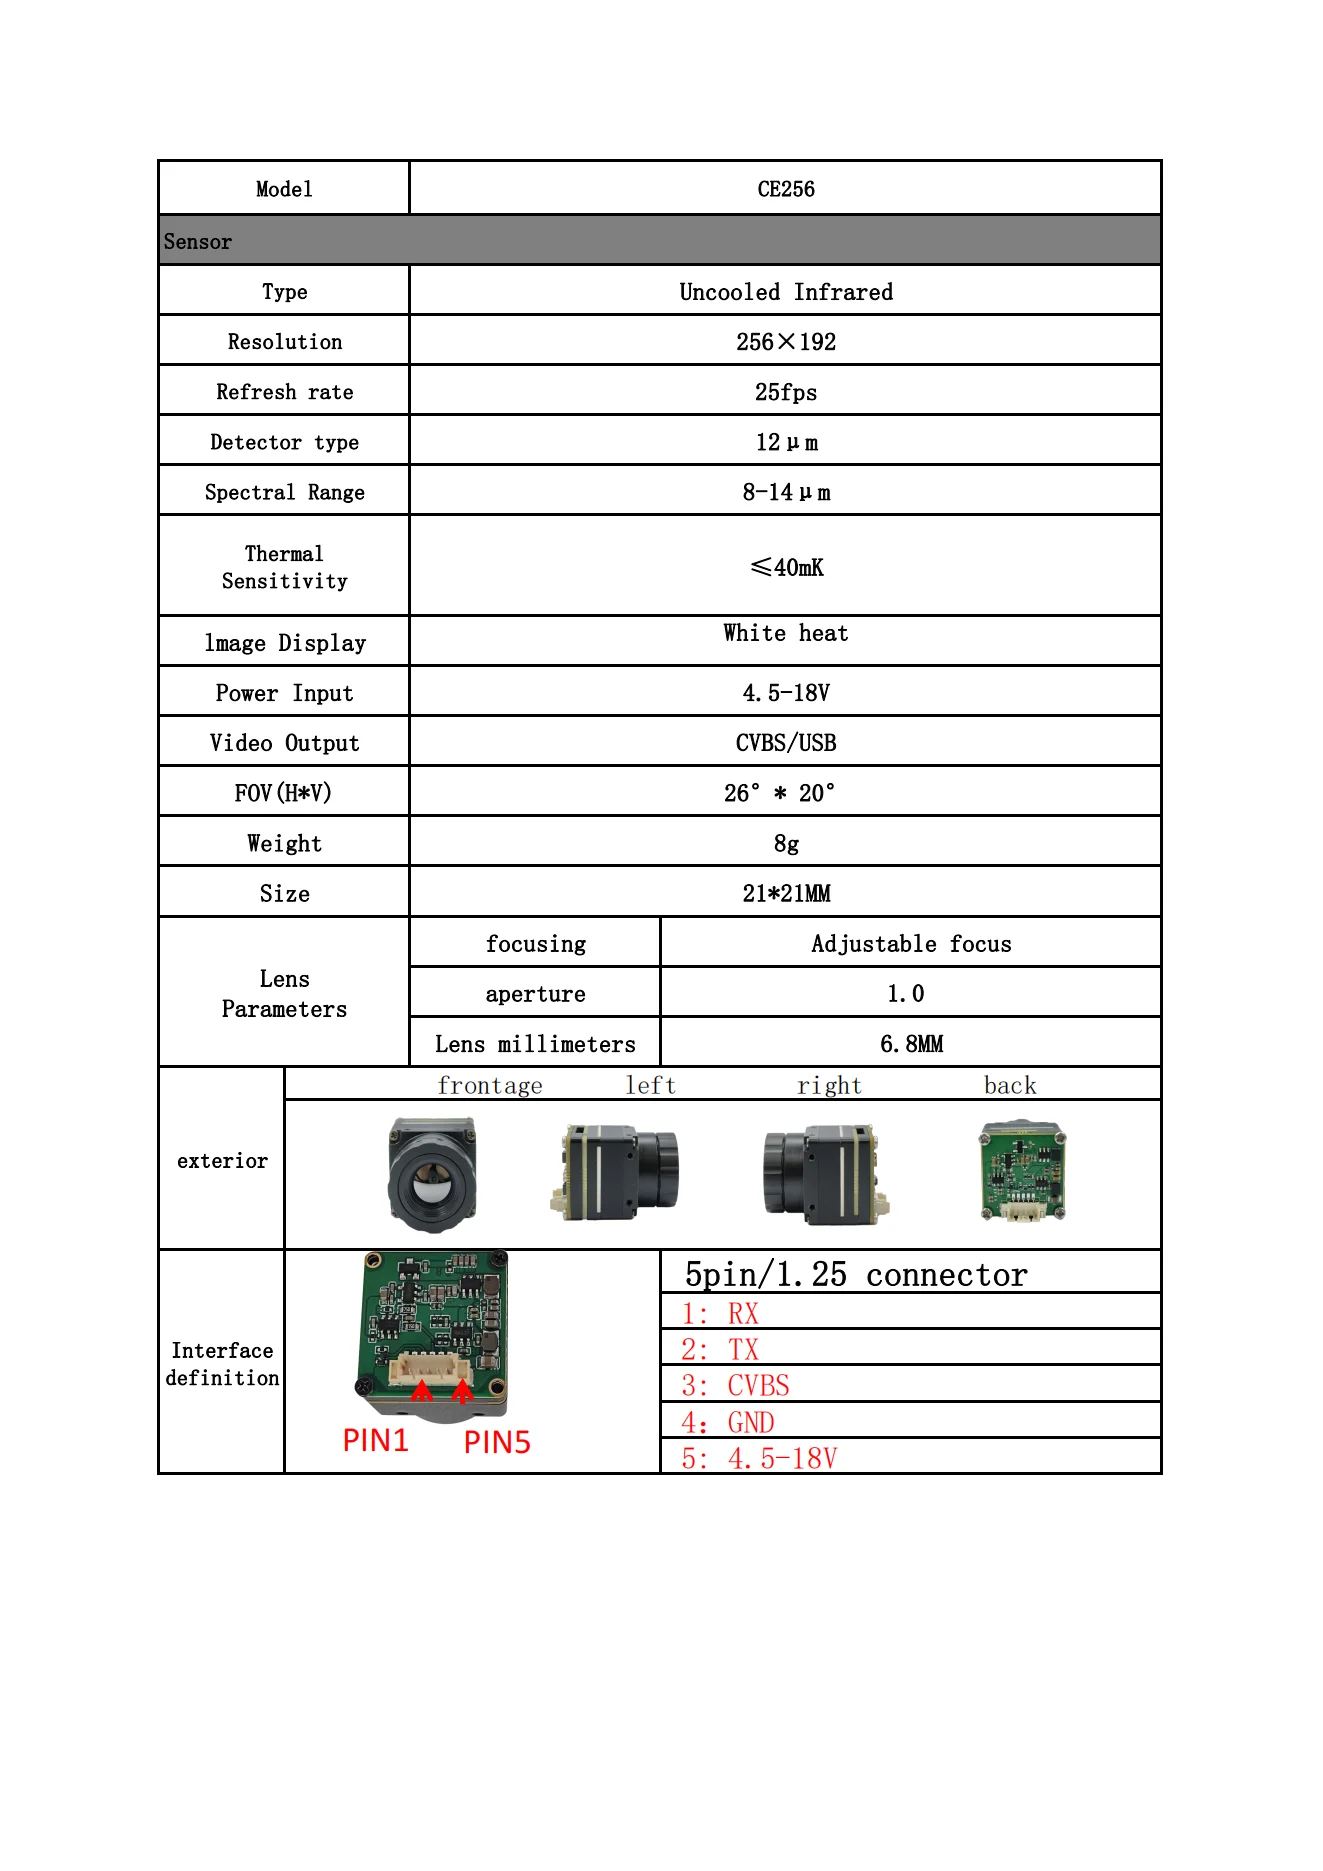 Model
CE256
Sensor
Type
Uncooled Infrared
Resolution
256×192
Refresh rate
25fps
Detector type
12μm
Spectral Range
8-14μm
Thermal
Sensitivity
≤40mK
lmage Display
White heat
Power Input
4.5-18V
Video Output
CVBS/USB
FOV(H*V)
26° * 20°
Weight
8g
Size
21*21MM
Lens
Parameters
focusing
Adjustable focus
aperture
1.0
Lens millimeters
6.8MM
exterior
frontage left right back
Interface
definition
PIN1 PIN5
5pin/1.25 connector
1: RX
2: TX
3: CVBS
4: GND
5: 4.5-18V